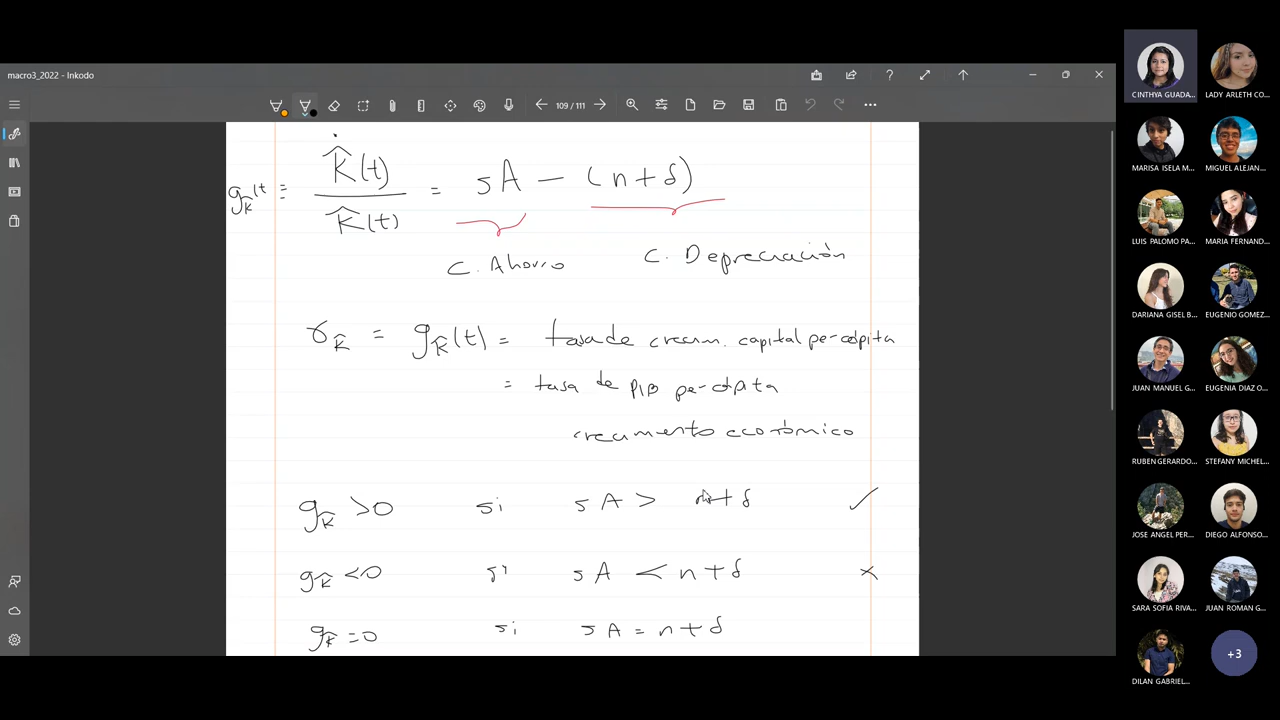 macro3_2022 - Inkodo
109 / 111
g_k̂(t) ≡ k̂̇(t) / k̂(t) = sA − (n+δ)
C. Ahorro
C. Depreciación
γ_k̂ = g_k̂(t) = tasa de crecim. capital per-cápita
= tasa de PIB per-cápita
crecimiento económico
g_k̂ >0 si sA > n+δ ✓
g_k̂ <0 si sA < n+δ ×
g_k̂ =0 si sA = n+δ
CINTHYA GUADA...
LADY ARLETH CO...
MARISA ISELA M...
MIGUEL ALEJAN...
LUIS PALOMO PA...
MARIA FERNAND...
DARIANA GISEL B...
EUGENIO GOMEZ...
JUAN MANUEL G...
EUGENIA DIAZ O...
RUBEN GERARDO...
STEFANY MICHEL...
JOSE ANGEL PER...
DIEGO ALFONSO...
SARA SOFIA RIVA...
JUAN ROMAN G...
DILAN GABRIEL...
+3